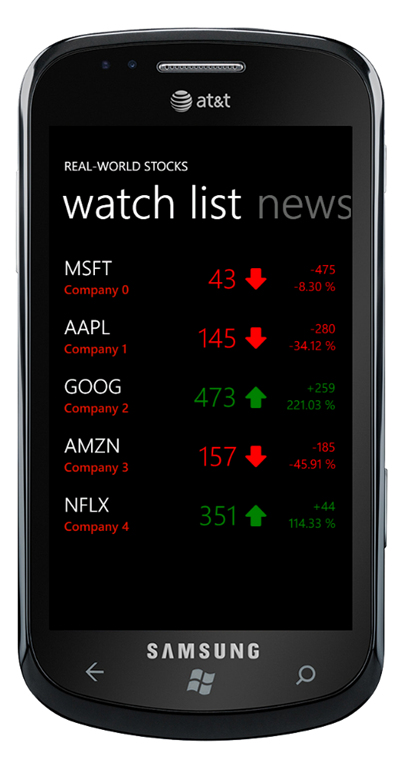 at&t
REAL-WORLD STOCKS
watch list news
MSFT 43 -475
Company 0 -8.30 %
AAPL 145 -280
Company 1 -34.12 %
GOOG 473 +259
Company 2 221.03 %
AMZN 157 -185
Company 3 -45.91 %
NFLX 351 +44
Company 4 114.33 %
SAMSUNG